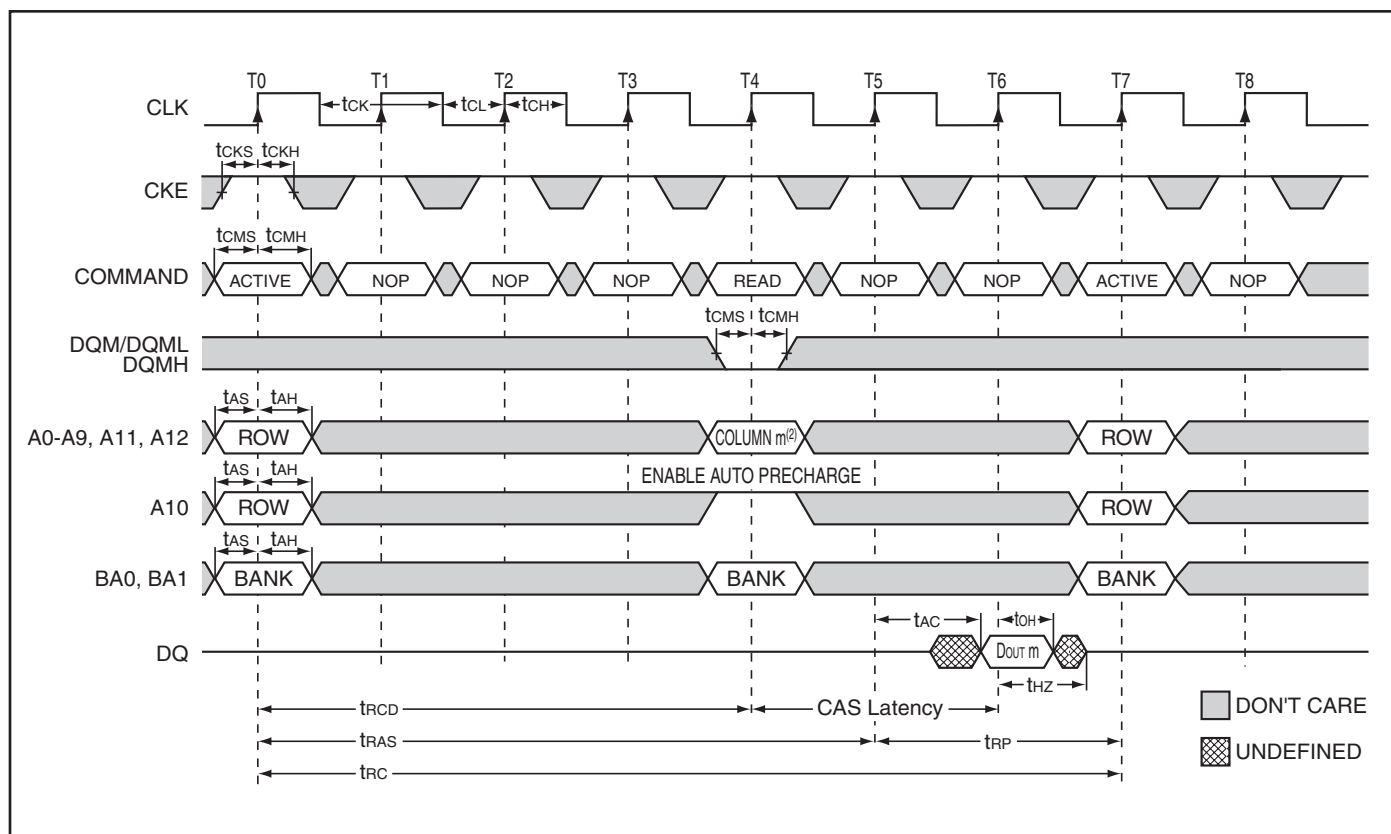 T0 T1 T2 T3 T4 T5 T6 T7 T8
CLK
tCK tCL tCH
tCKS tCKH
CKE
tCMS tCMH
COMMAND ACTIVE NOP NOP NOP READ NOP NOP ACTIVE NOP
tCMS tCMH
DQM/DQML
DQMH
tAS tAH
A0-A9, A11, A12 ROW COLUMN m(2) ROW
tAS tAH ENABLE AUTO PRECHARGE
A10 ROW ROW
tAS tAH
BA0, BA1 BANK BANK BANK
tAC tOH
DQ DOUT m
tHZ
tRCD CAS Latency
DON'T CARE
tRAS tRP
UNDEFINED
tRC